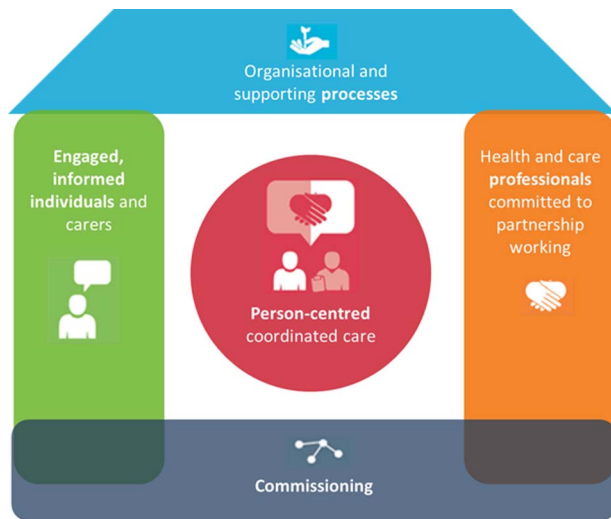 Organisational and
supporting processes
Engaged,
informed
individuals and
carers
Health and care
professionals
committed to
partnership
working
Person-centred
coordinated care
Commissioning